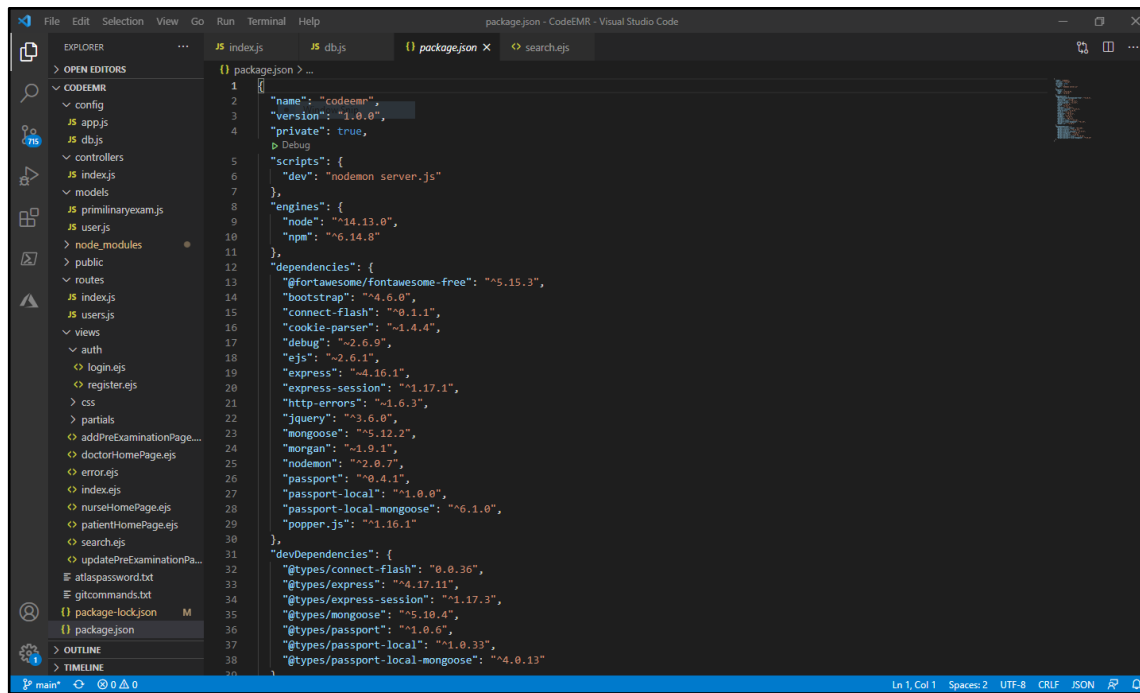 File Edit Selection View Go Run Terminal Help package.json - CodeEMR - Visual Studio Code
EXPLORER
OPEN EDITORS
CODEEMR
config
JS app.js
JS db.js
controllers
JS index.js
models
JS primilinaryexam.js
JS user.js
node_modules
public
routes
JS index.js
JS users.js
views
auth
<> login.ejs
<> register.ejs
css
partials
<> addPreExaminationPage....
<> doctorHomePage.ejs
<> error.ejs
<> index.ejs
<> nurseHomePage.ejs
<> patientHomePage.ejs
<> search.ejs
<> updatePreExaminationPa...
atlaspassword.txt
gitcommands.txt
{} package-lock.json M
{} package.json
OUTLINE
TIMELINE
715
1
JS index.js JS db.js {} package.json × <> search.ejs
{} package.json > ...
1 {
2 "name": "codeemr",
3 "version": "1.0.0",
4 "private": true,
Debug
5 "scripts": {
6 "dev": "nodemon server.js"
7 },
8 "engines": {
9 "node": "^14.13.0",
10 "npm": "^6.14.8"
11 },
12 "dependencies": {
13 "@fortawesome/fontawesome-free": "^5.15.3",
14 "bootstrap": "^4.6.0",
15 "connect-flash": "^0.1.1",
16 "cookie-parser": "~1.4.4",
17 "debug": "~2.6.9",
18 "ejs": "~2.6.1",
19 "express": "~4.16.1",
20 "express-session": "^1.17.1",
21 "http-errors": "~1.6.3",
22 "jquery": "^3.6.0",
23 "mongoose": "^5.12.2",
24 "morgan": "~1.9.1",
25 "nodemon": "^2.0.7",
26 "passport": "^0.4.1",
27 "passport-local": "^1.0.0",
28 "passport-local-mongoose": "^6.1.0",
29 "popper.js": "^1.16.1"
30 },
31 "devDependencies": {
32 "@types/connect-flash": "0.0.36",
33 "@types/express": "^4.17.11",
34 "@types/express-session": "^1.17.3",
35 "@types/mongoose": "^5.10.4",
36 "@types/passport": "^1.0.6",
37 "@types/passport-local": "^1.0.33",
38 "@types/passport-local-mongoose": "^4.0.13"
main* 0 0 Ln 1, Col 1 Spaces: 2 UTF-8 CRLF JSON